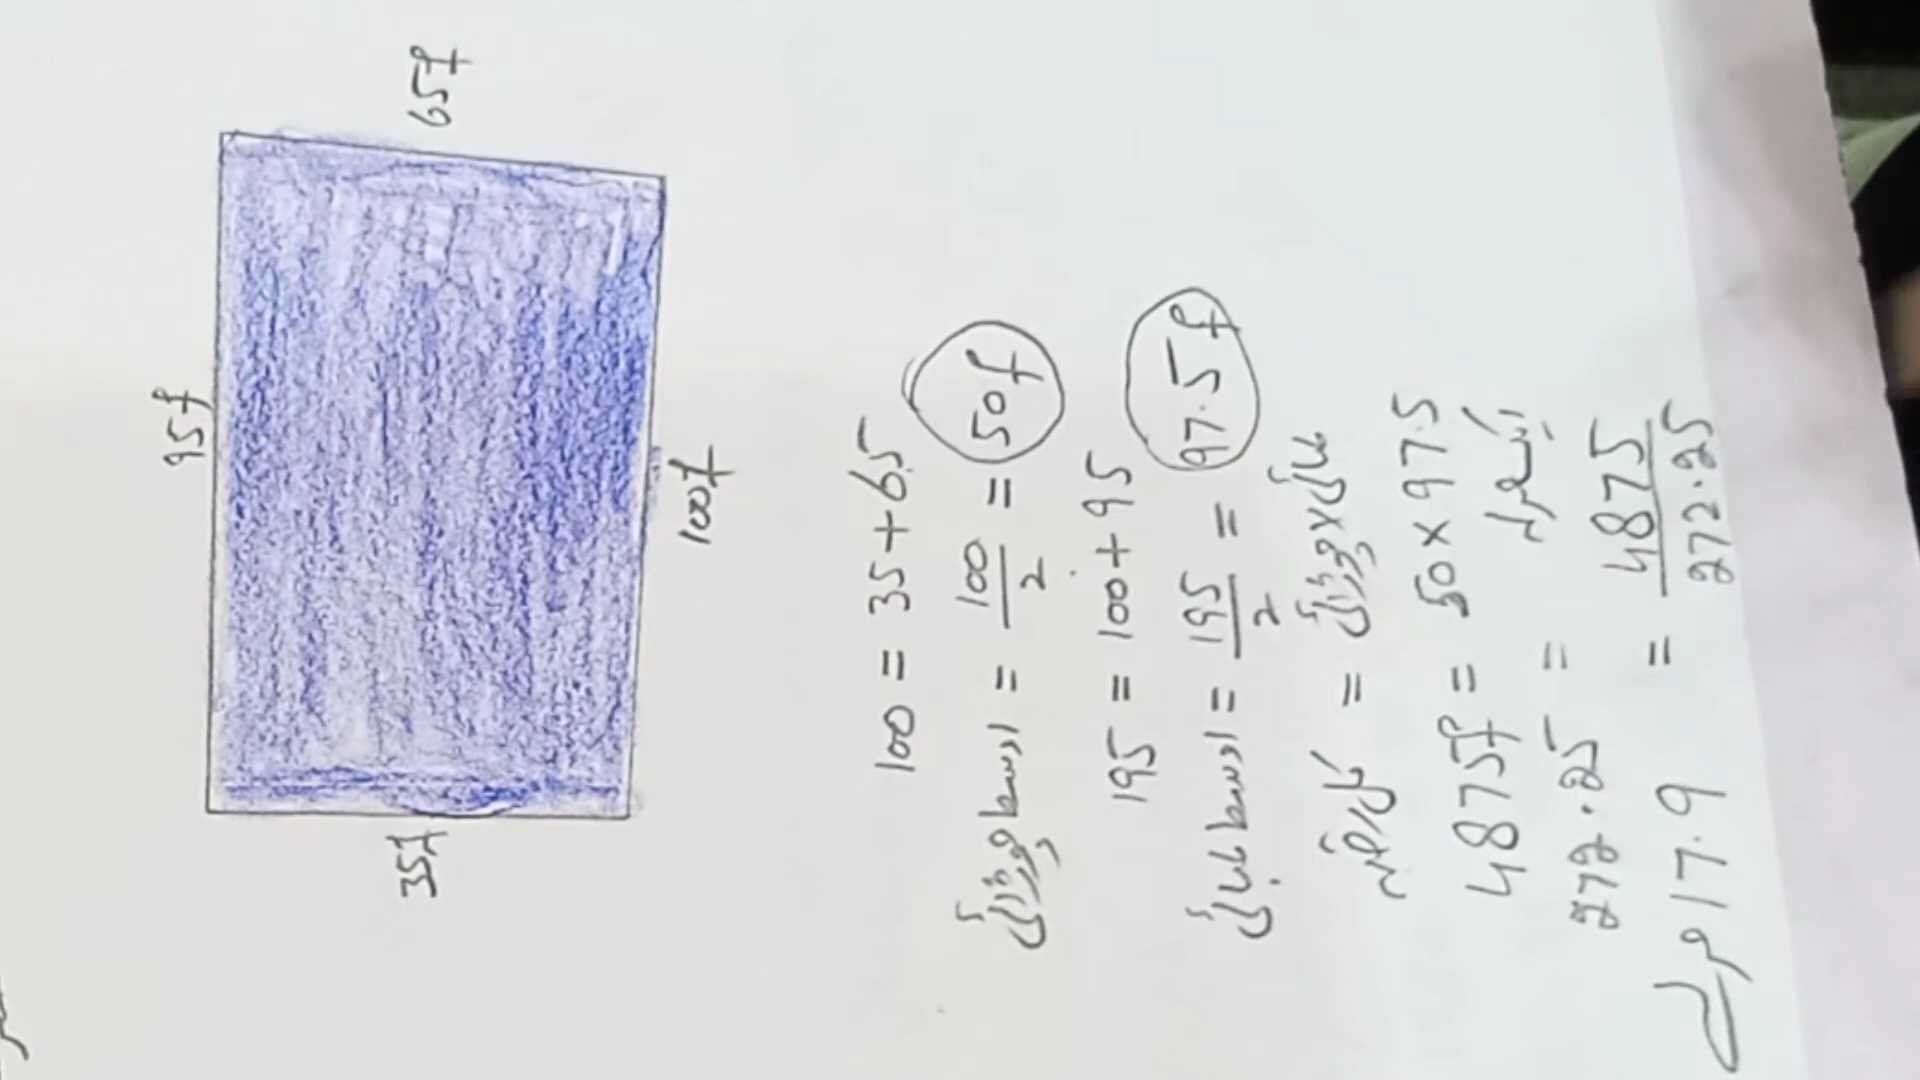 65f
95f
100f
35f
100 = 35+65
اوسط چوڑائی = 100/2 = 50f
195 = 100+95
اوسط لمبائی = 195/2 = 97.5f
کل رقبہ = چوڑائی x لمبائی
4875f = 50 x 97.5
272.25 =
= 4875/272.25
17.9 مرلے